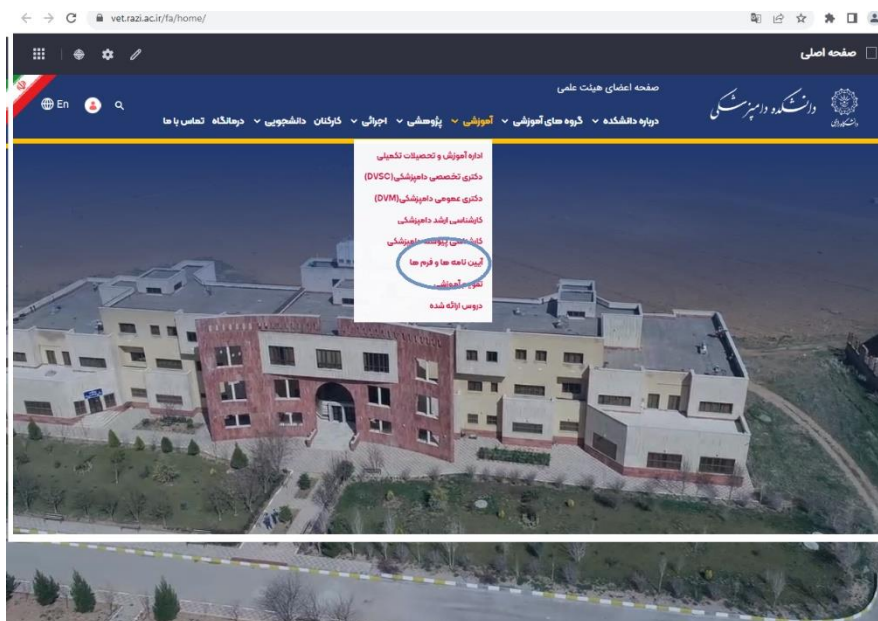 vet.razi.ac.ir/fa/home/
صفحه اصلی
En
صفحه اعضای هیئت علمی
درباره دانشکده گروه های آموزشی آموزشی پژوهشی اجرائی کارکنان دانشجویی درمانگاه تماس با ما
دانشکده دامپزشکی
اداره آموزش و تحصیلات تکمیلی
دکتری تخصصی دامپزشکی(DVSC)
دکتری عمومی دامپزشکی(DVM)
کارشناسی ارشد دامپزشکی
کارشناسی پیوسته دامپزشکی
آیین نامه ها و فرم ها
تقویم آموزشی
دروس ارائه شده